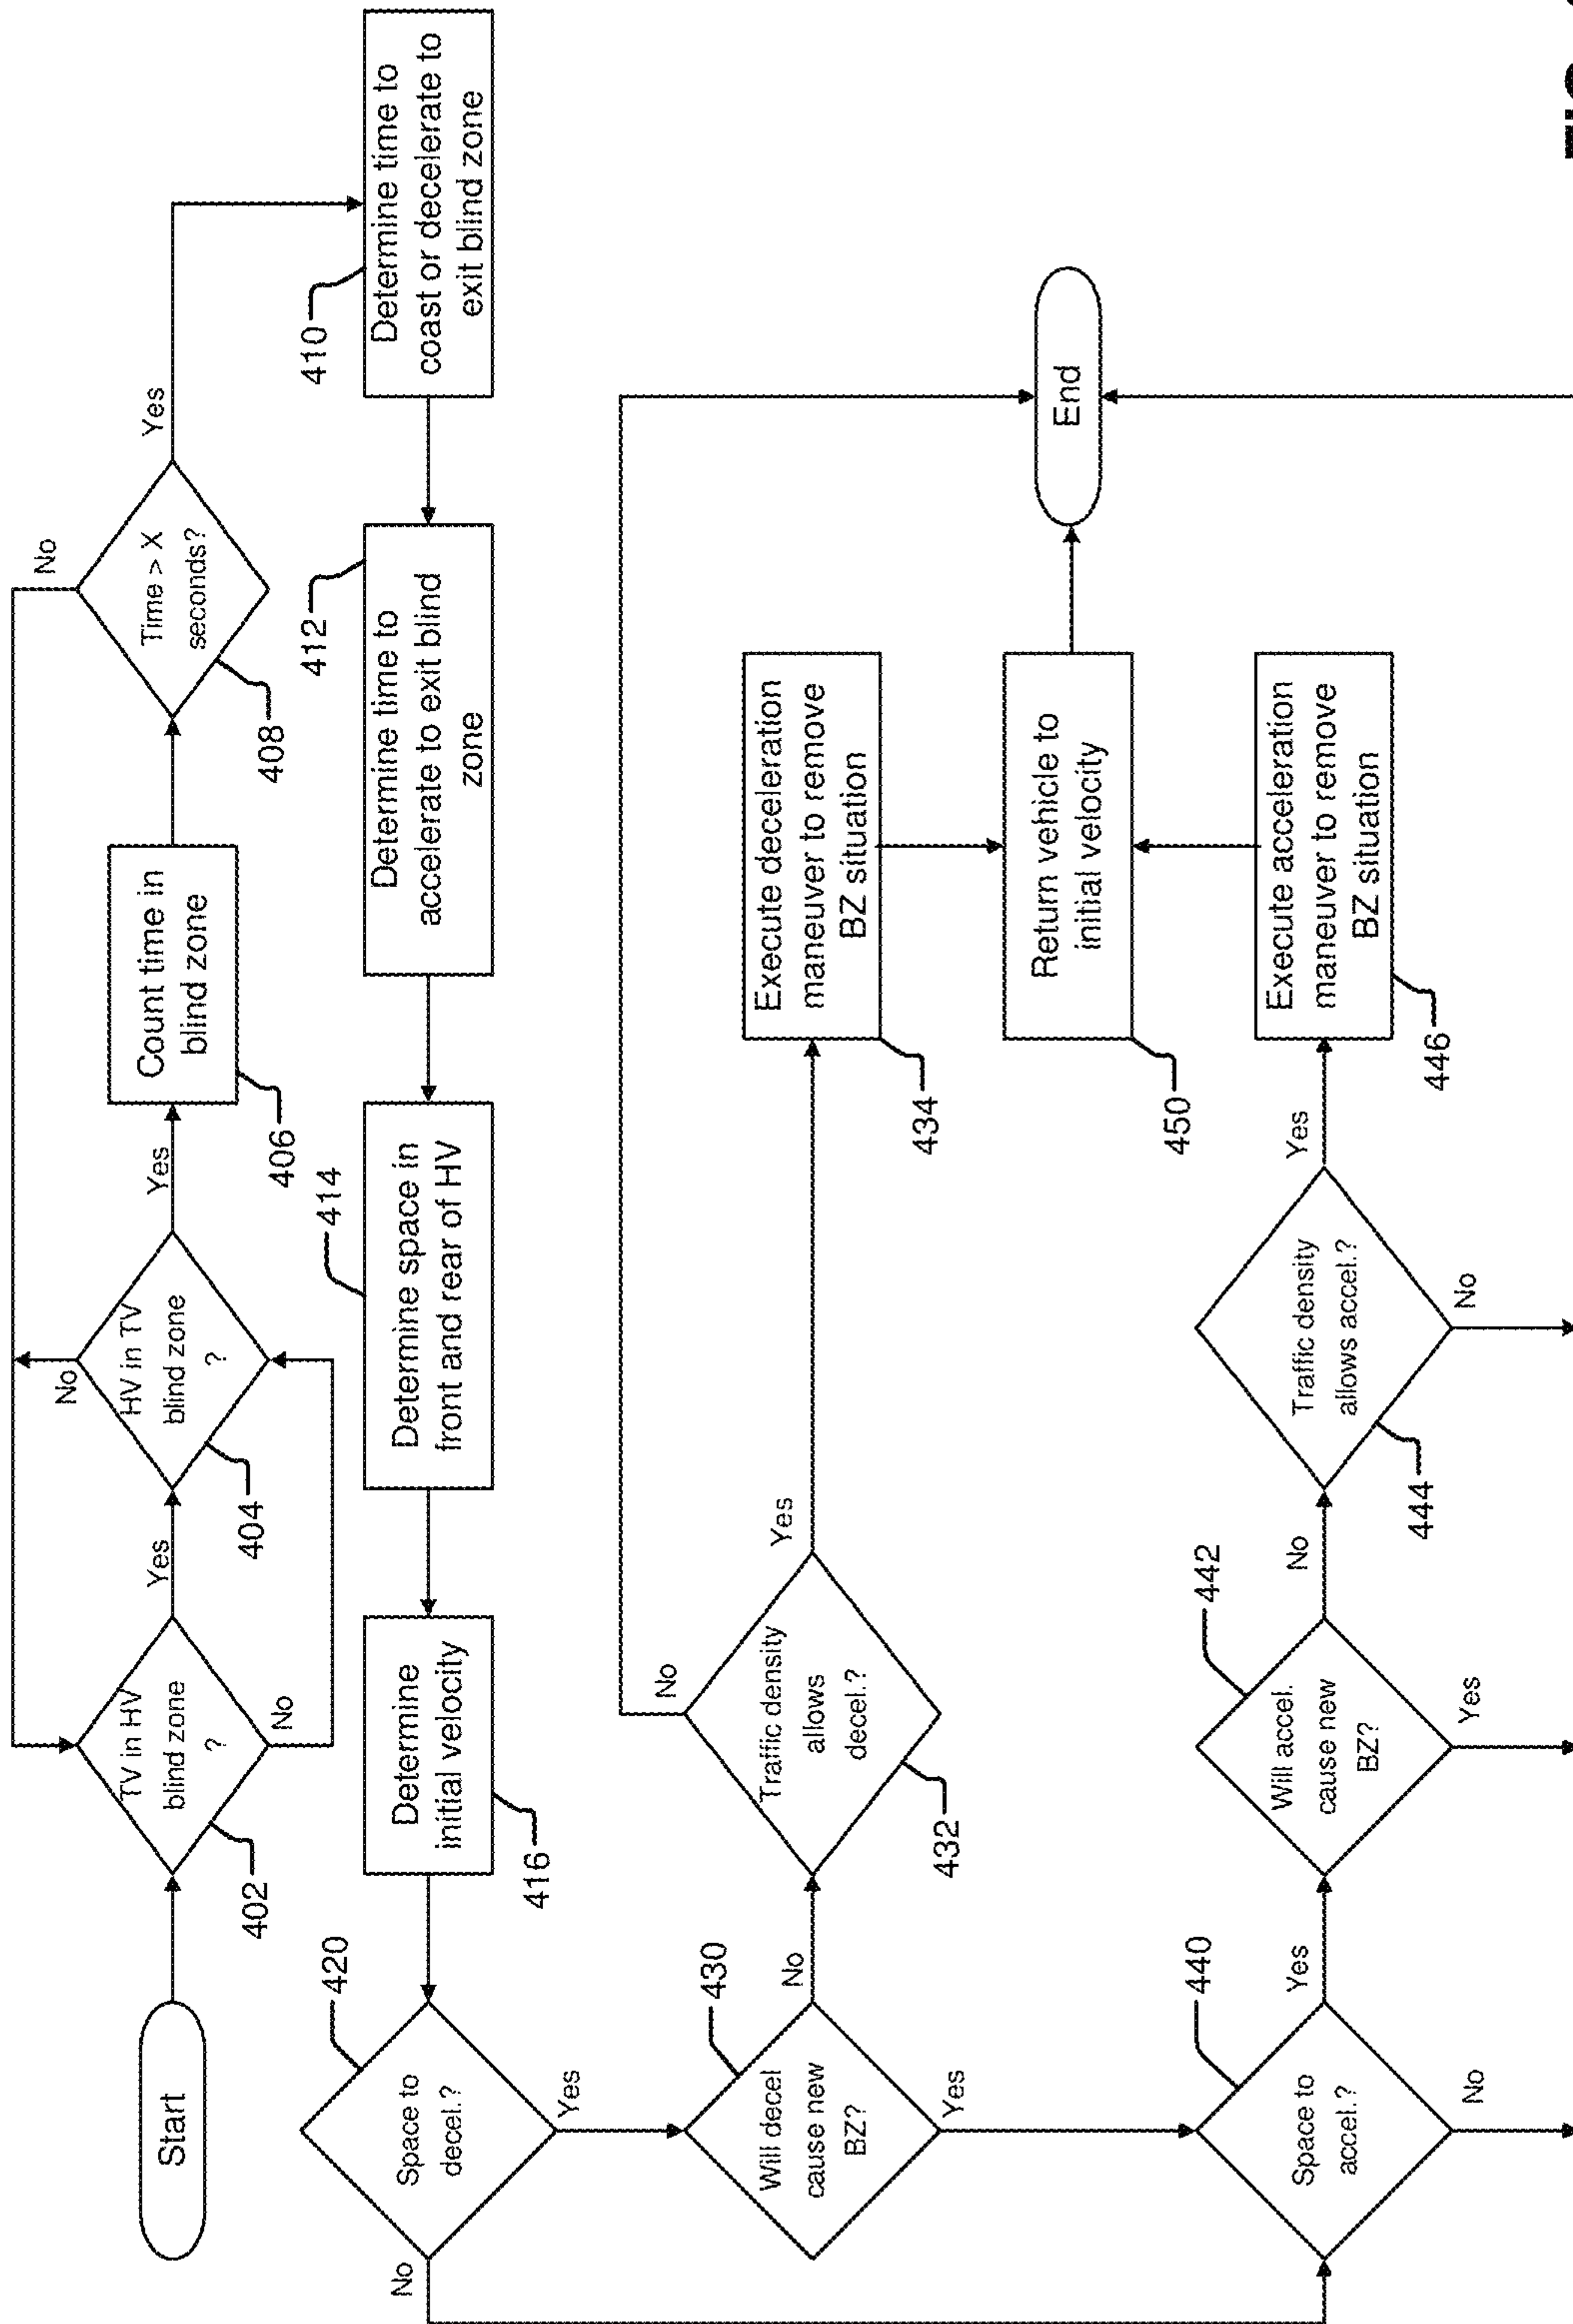 Start
TV in HV
blind zone
?
402
Yes
No
HV in TV
blind zone
?
404
No
Yes
Count time in
blind zone
406
Time > X
seconds?
408
No
Yes
Determine time to
coast or decelerate to
exit blind zone
410
Determine time to
accelerate to exit blind
zone
412
Determine space in
front and rear of HV
414
Determine
initial velocity
416
Space to
decel.?
420
No
Yes
Will decel
cause new
BZ?
430
No
Yes
Traffic density
allows
decel.?
432
No
Yes
Execute deceleration
maneuver to remove
BZ situation
434
Return vehicle to
initial velocity
450
End
Space to
accel.?
440
Yes
No
Will accel.
cause new
BZ?
442
No
Yes
Traffic density
allows accel.?
444
Yes
No
Execute acceleration
maneuver to remove
BZ situation
446